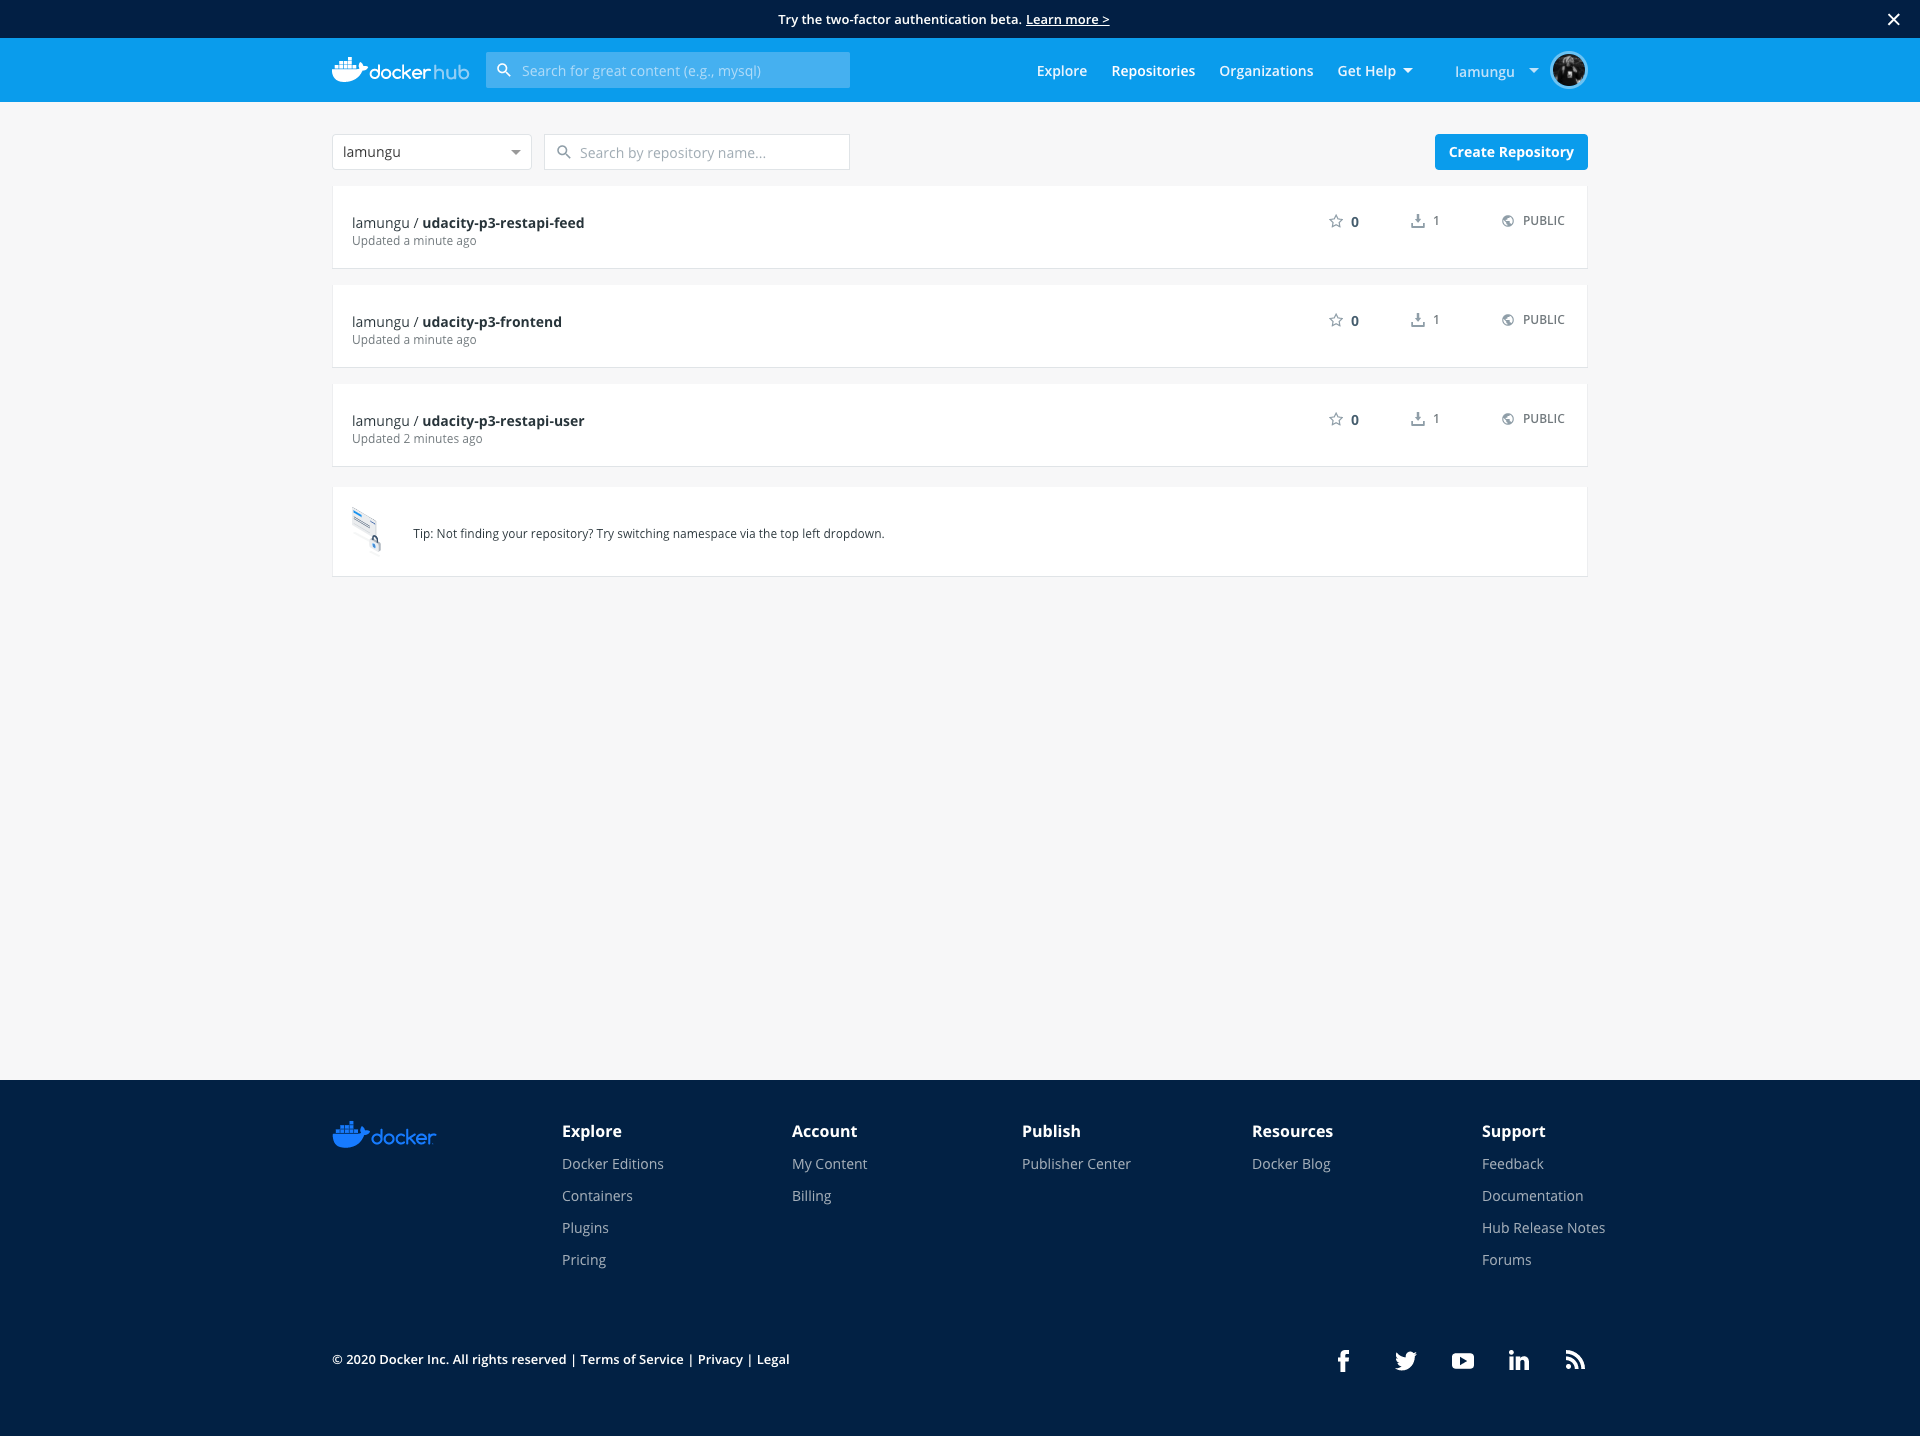 Try the two-factor authentication beta. Learn more >
docker hub
Search for great content (e.g., mysql)
Explore
Repositories
Organizations
Get Help
lamungu
lamungu
Search by repository name...
Create Repository
lamungu / udacity-p3-restapi-feed
Updated a minute ago
0
1
PUBLIC
lamungu / udacity-p3-frontend
Updated a minute ago
0
1
PUBLIC
lamungu / udacity-p3-restapi-user
Updated 2 minutes ago
0
1
PUBLIC
Tip: Not finding your repository? Try switching namespace via the top left dropdown.
docker
Explore
Docker Editions
Containers
Plugins
Pricing
Account
My Content
Billing
Publish
Publisher Center
Resources
Docker Blog
Support
Feedback
Documentation
Hub Release Notes
Forums
© 2020 Docker Inc. All rights reserved | Terms of Service | Privacy | Legal